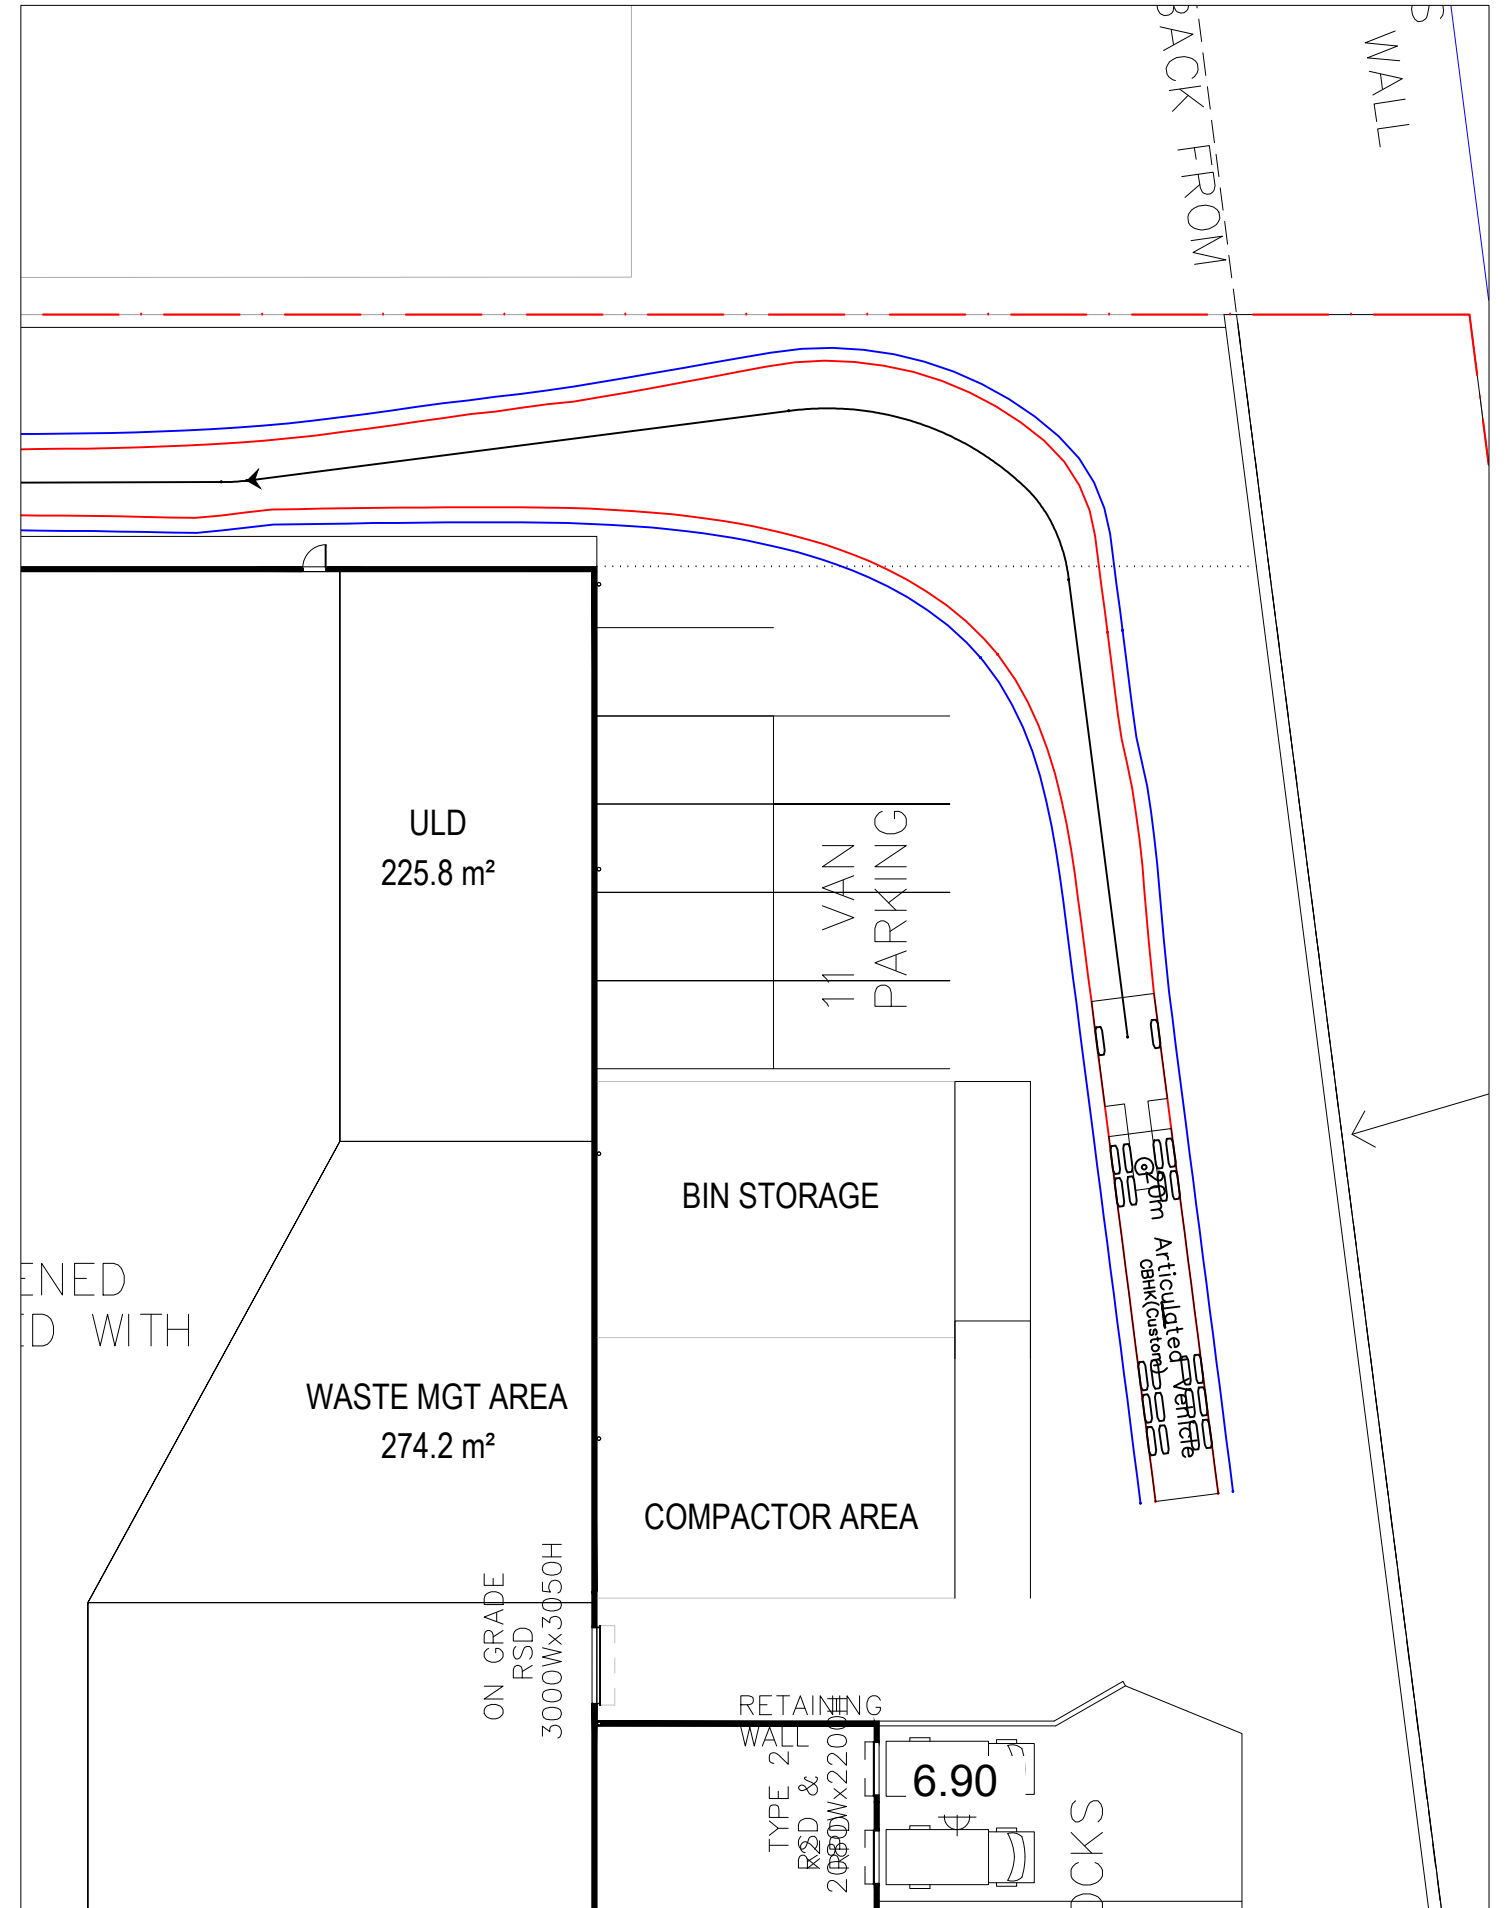 BACK FROM
WALL
ULD
225.8 m²
11 VAN
PARKING
BIN STORAGE
@20m Articulated Vehicle
CBHK(Custom)
ENED
D WITH
WASTE MGT AREA
274.2 m²
COMPACTOR AREA
ON GRADE
RSD
3000Wx3050H
RETAINING
WALL
TYPE 2
RSD &
6.90
OCKS